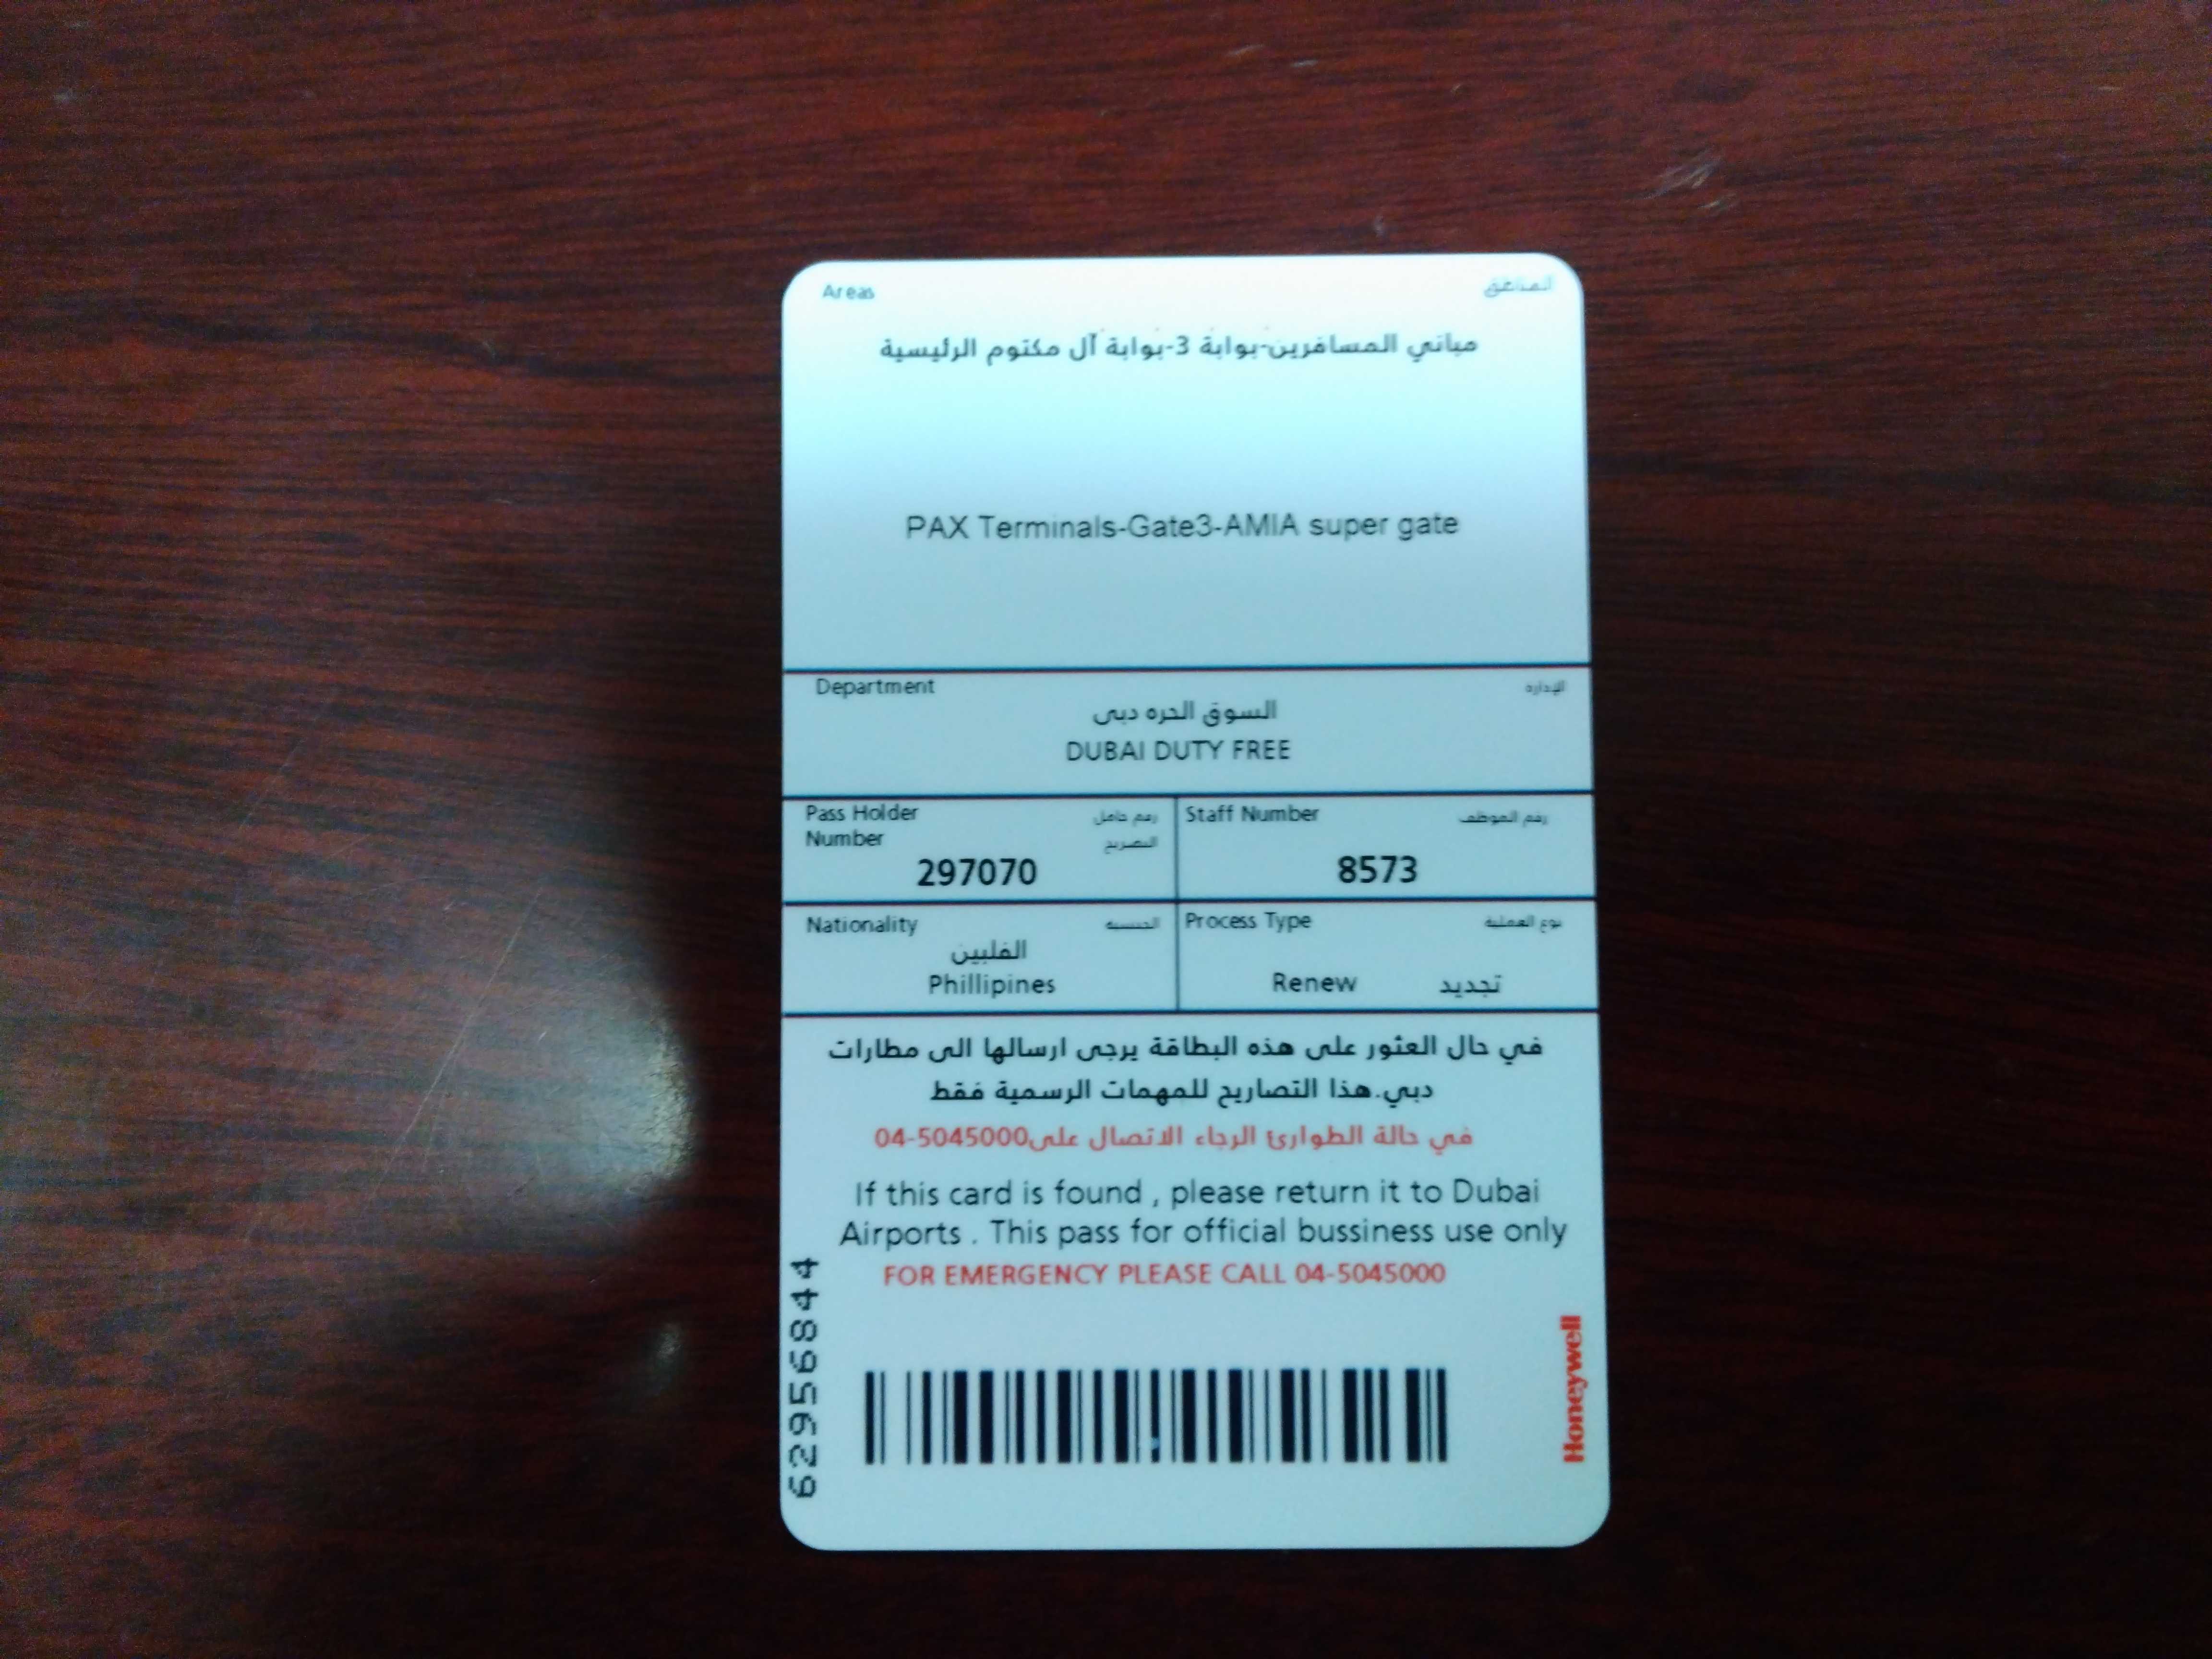 Areas المناطق
مباني المسافرين-بوابة 3-بوابة آل مكتوم الرئيسية
PAX Terminals-Gate3-AMIA super gate
Department الإدارة
السوق الحره دبى
DUBAI DUTY FREE
Pass Holder رقم حامل
Number التصريح
297070
Staff Number رقم الموظف
8573
Nationality الجنسية
الفلبين
Phillipines
Process Type نوع العملية
Renew تجديد
في حال العثور على هذه البطاقة يرجى ارسالها الى مطارات
دبي.هذا التصاريح للمهمات الرسمية فقط
في حالة الطوارئ الرجاء الاتصال على04-5045000
If this card is found , please return it to Dubai
Airports . This pass for official bussiness use only
FOR EMERGENCY PLEASE CALL 04-5045000
62956844
Honeywell